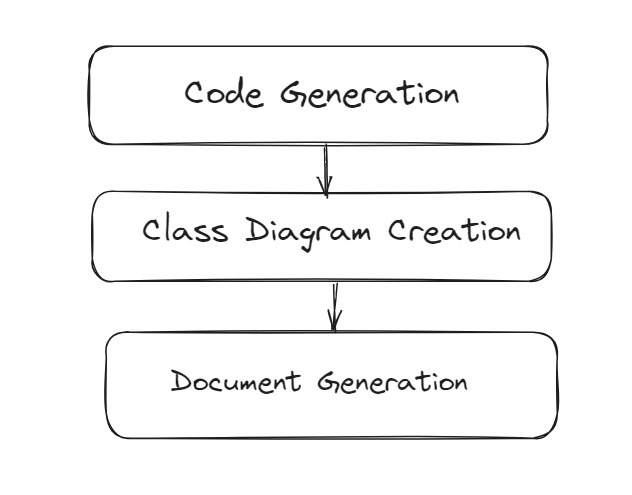 Code Generation
Class Diagram Creation
Document Generation